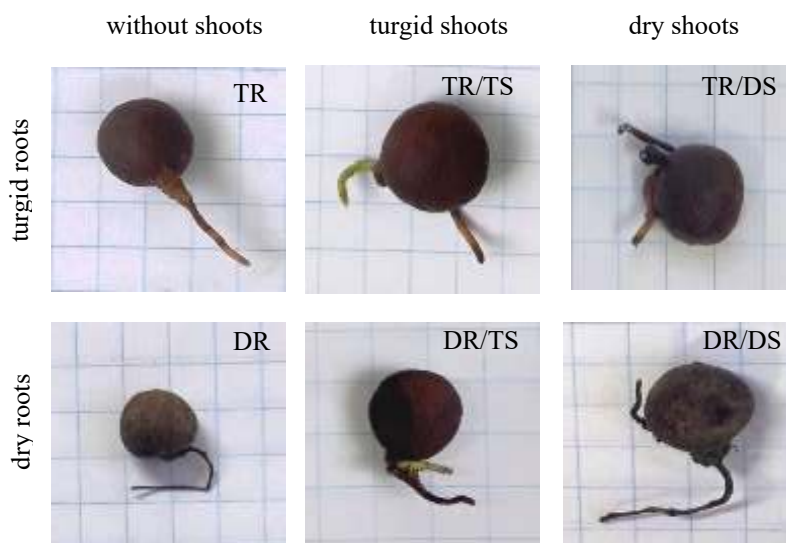 without shoots
turgid shoots
dry shoots
turgid roots
TR
TR/TS
TR/DS
dry roots
DR
DR/TS
DR/DS